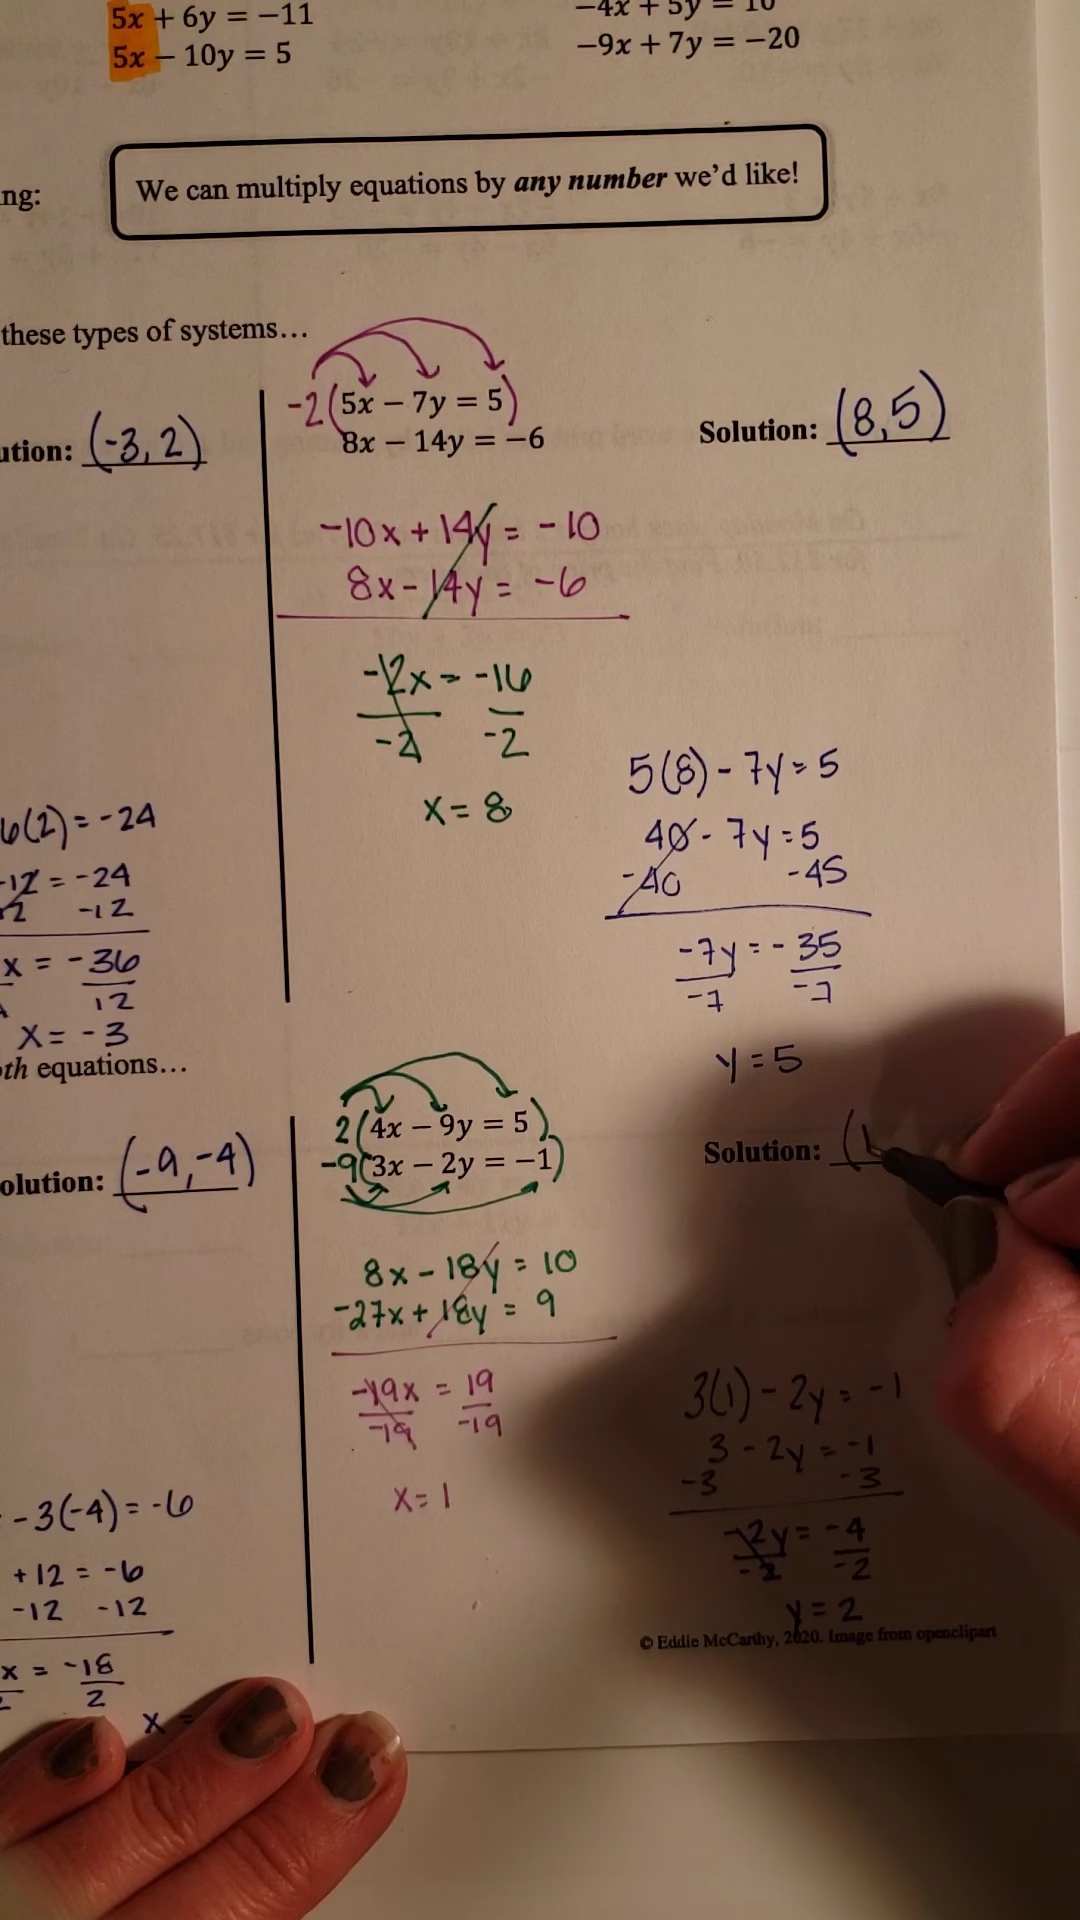 5x + 6y = −11
5x − 10y = 5
−4x + 5y = 10
−9x + 7y = −20
ng:
We can multiply equations by any number we'd like!
these types of systems…
ution: (-3, 2)
-2(5x − 7y = 5)
8x − 14y = −6
Solution: (8,5)
-10x + 14y = -10
8x - 14y = -6
-12x = -16
-2 -2
x = 8
5(8) - 7y = 5
40 - 7y = 5
-40 -45
-7y = -35
-7 -7
y = 5
6(2) = -24
-12 = -24
-12
x = -36
12
x = -3
oth equations…
olution: (-9,-4)
2(4x − 9y = 5)
-9(3x − 2y = −1)
Solution: (1
8x - 18y = 10
-27x + 18y = 9
-19x = 19
-19 -19
x = 1
3(1) - 2y = -1
3 - 2y = -1
-3 -3
-2y = -4
-2 -2
y = 2
- 3(-4) = -6
+12 = -6
-12 -12
x = -18
2
x =
© Eddie McCarthy, 2020. Image from openclipart